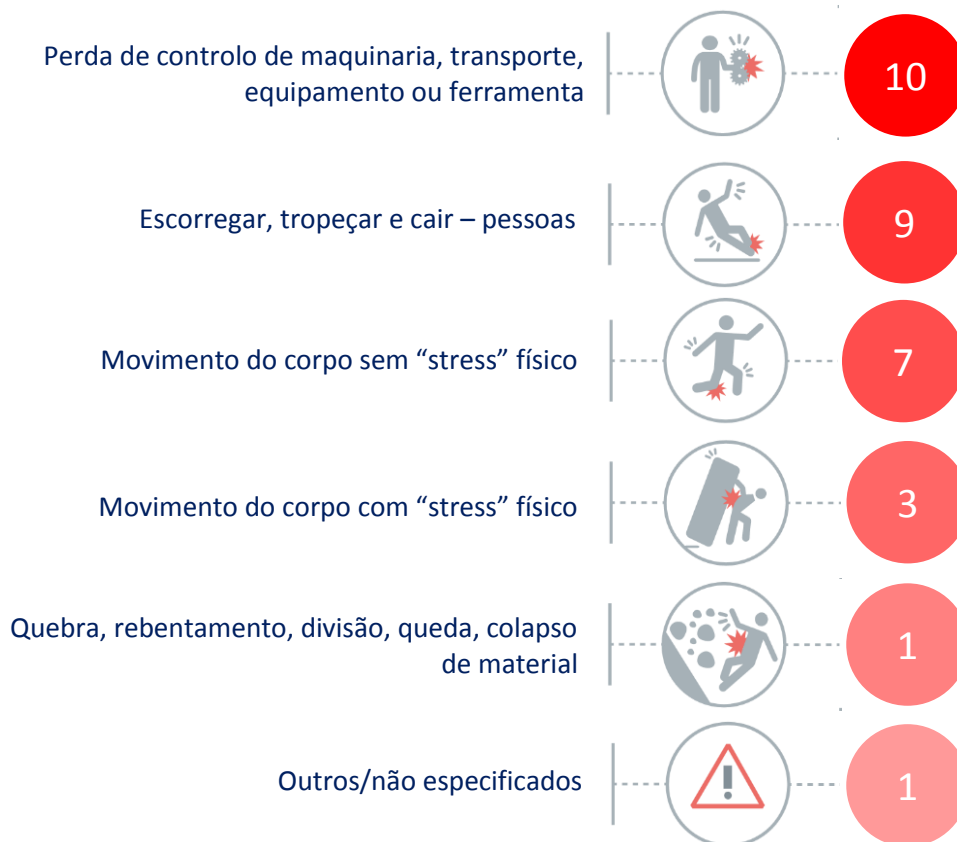 Perda de controlo de maquinaria, transporte,
equipamento ou ferramenta
10
Escorregar, tropeçar e cair – pessoas
9
Movimento do corpo sem “stress” físico
7
Movimento do corpo com “stress” físico
3
Quebra, rebentamento, divisão, queda, colapso
de material
1
Outros/não especificados
1